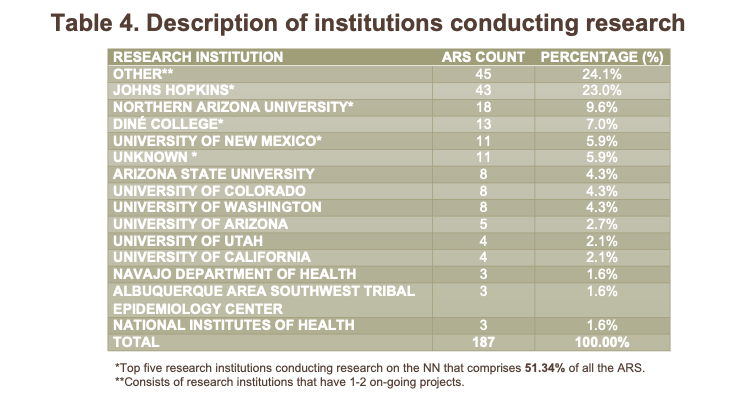 Table 4. Description of institutions conducting research
RESEARCH INSTITUTION ARS COUNT PERCENTAGE (%)
OTHER** 45 24.1%
JOHNS HOPKINS* 43 23.0%
NORTHERN ARIZONA UNIVERSITY* 18 9.6%
DINÉ COLLEGE* 13 7.0%
UNIVERSITY OF NEW MEXICO* 11 5.9%
UNKNOWN * 11 5.9%
ARIZONA STATE UNIVERSITY 8 4.3%
UNIVERSITY OF COLORADO 8 4.3%
UNIVERSITY OF WASHINGTON 8 4.3%
UNIVERSITY OF ARIZONA 5 2.7%
UNIVERSITY OF UTAH 4 2.1%
UNIVERSITY OF CALIFORNIA 4 2.1%
NAVAJO DEPARTMENT OF HEALTH 3 1.6%
ALBUQUERQUE AREA SOUTHWEST TRIBAL 3 1.6%
EPIDEMIOLOGY CENTER
NATIONAL INSTITUTES OF HEALTH 3 1.6%
TOTAL 187 100.00%
*Top five research institutions conducting research on the NN that comprises 51.34% of all the ARS.
**Consists of research institutions that have 1-2 on-going projects.